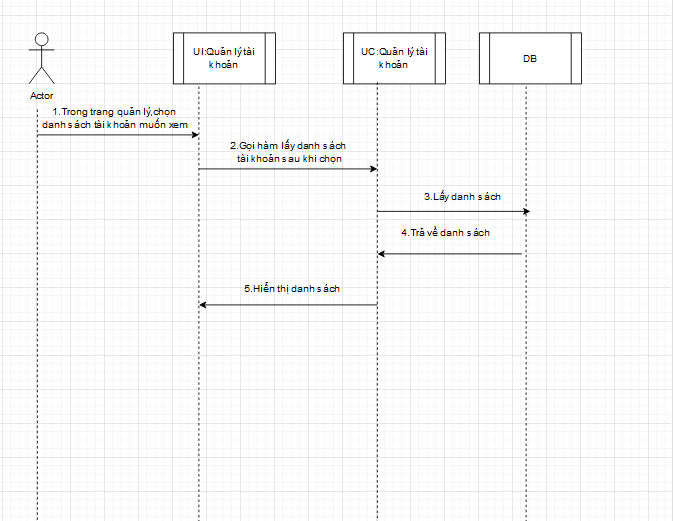 UI:Quản lý tài
khoản
UC:Quản lý tài
khoản
DB
Actor
1.Trong trang quản lý,chọn
danh sách tài khoản muốn xem
2.Gọi hàm lấy danh sách
tài khoản sau khi chọn
3.Lấy danh sách
4.Trả về danh sách
5.Hiển thị danh sách